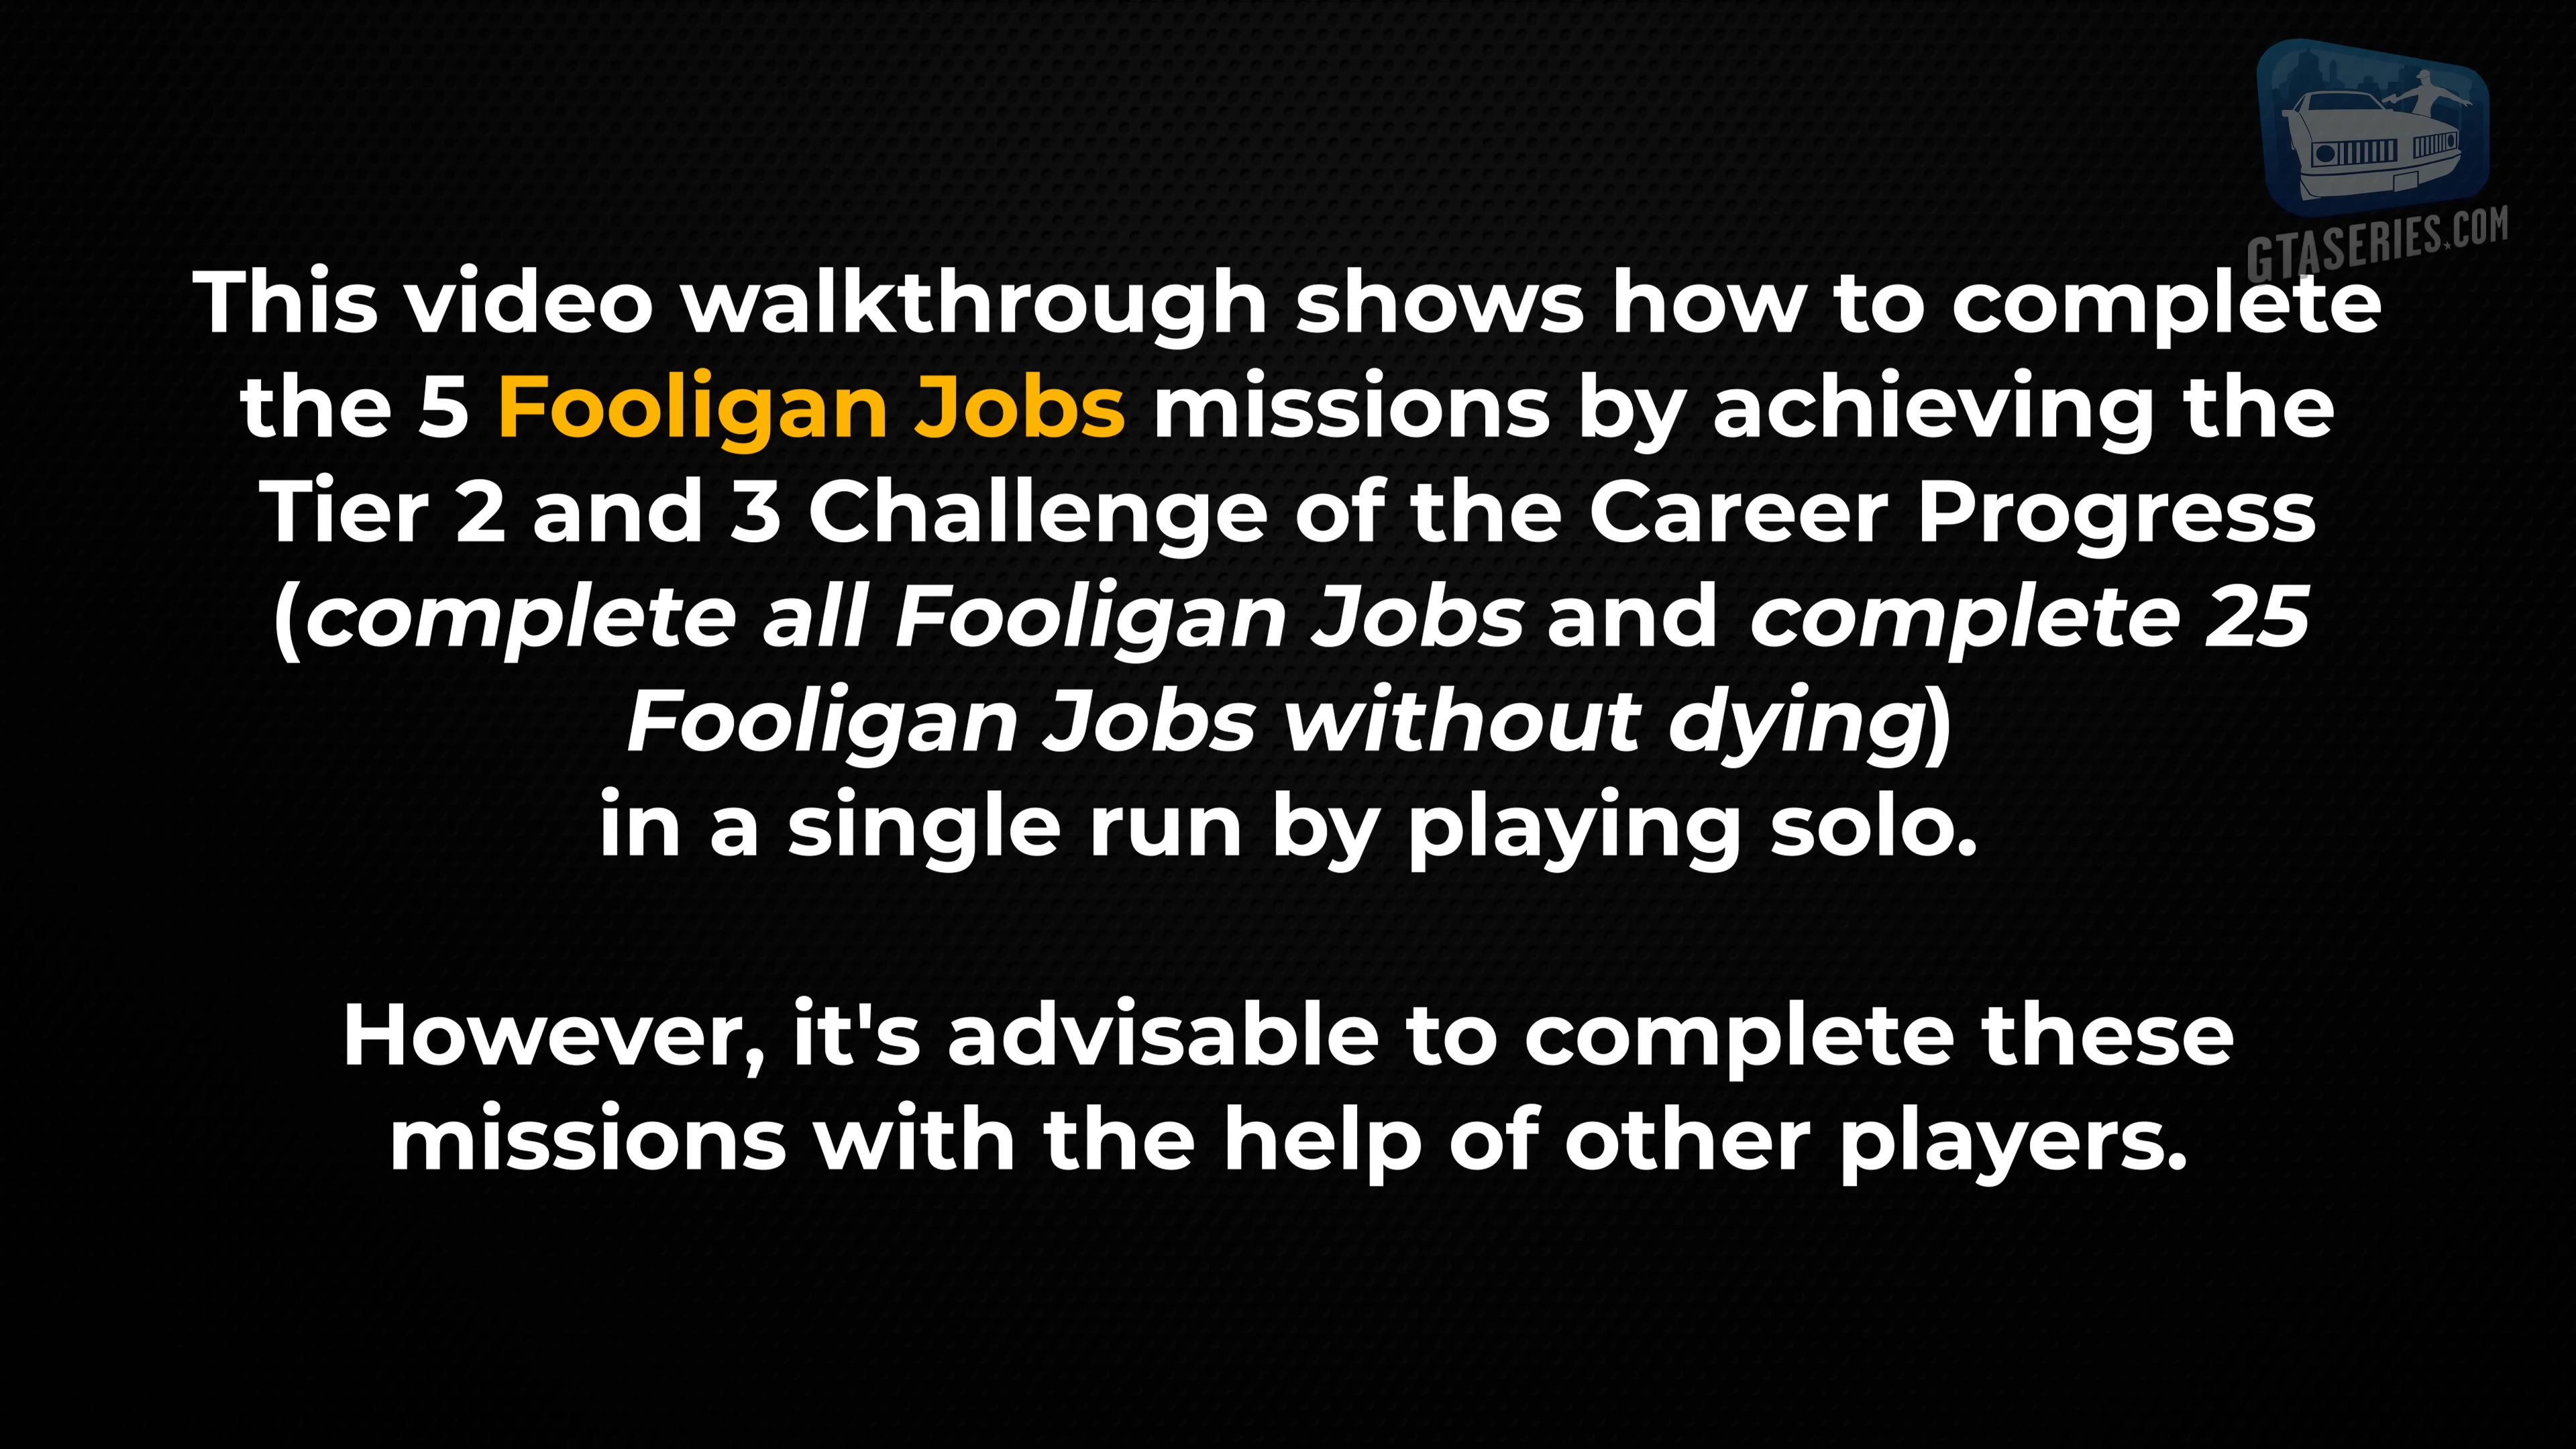 GTASERIES.COM
This video walkthrough shows how to complete
the 5 Fooligan Jobs missions by achieving the
Tier 2 and 3 Challenge of the Career Progress
(complete all Fooligan Jobs and complete 25
Fooligan Jobs without dying)
in a single run by playing solo.
However, it's advisable to complete these
missions with the help of other players.